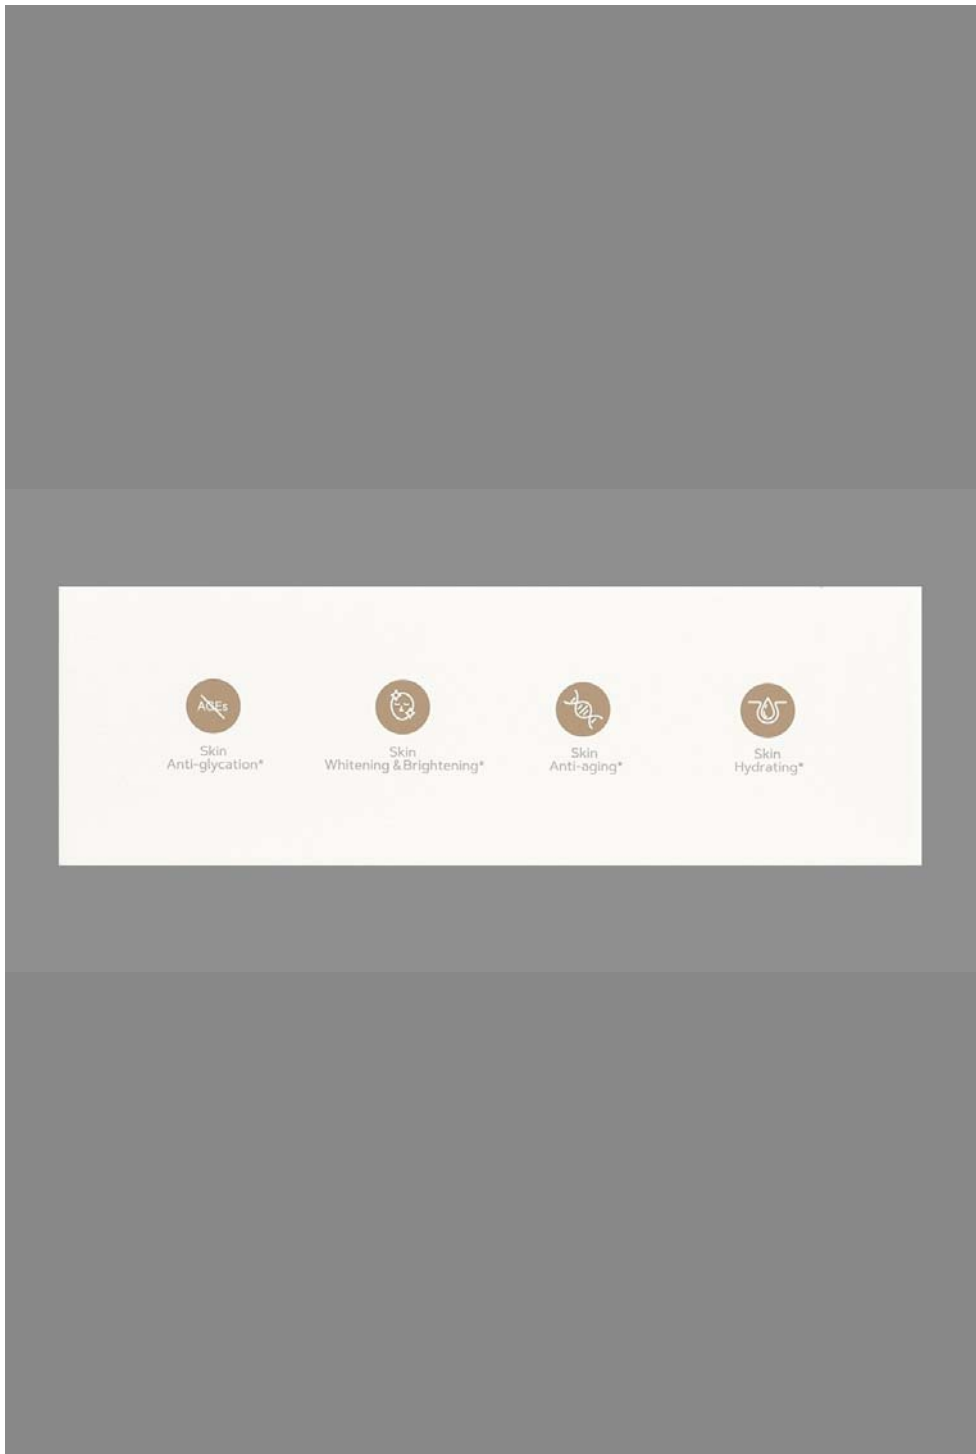 AGEs
Skin
Anti-glycation*
Skin
Whitening & Brightening*
Skin
Anti-aging*
Skin
Hydrating*